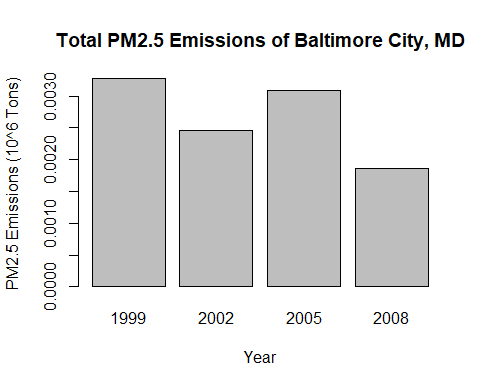 Total PM2.5 Emissions of Baltimore City, MD
PM2.5 Emissions (10^6 Tons)
0.0030
0.0020
0.0010
0.0000
1999 2002 2005 2008
Year